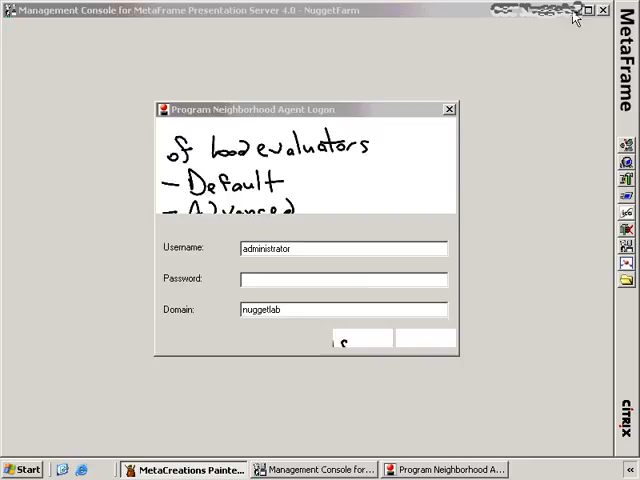 Management Console for MetaFrame Presentation Server 4.0 - NuggetFarm
MetaFrame
Program Neighborhood Agent Logon
of load evaluators
- Default
- Advanced
Username:
administrator
Password:
Domain:
nuggetlab
CITRIX
Start
MetaCreations Painte...
Management Console for...
Program Neighborhood A...
«